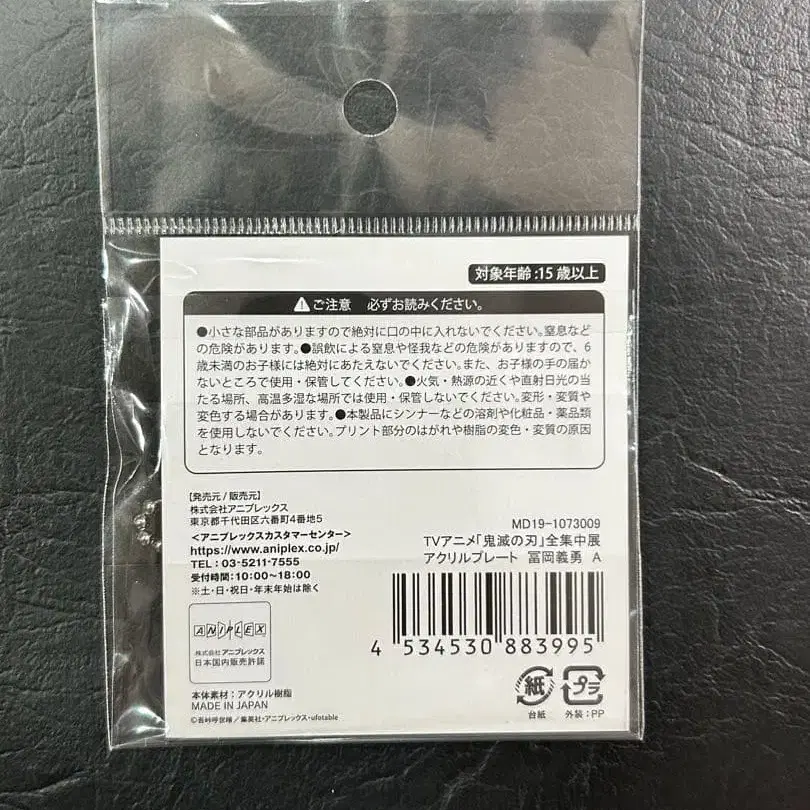 対象年齢:15歳以上
⚠ご注意 必ずお読みください。
●小さな部品がありますので絶対に口の中に入れないでください。窒息など
の危険があります。●誤飲による窒息や怪我などの危険がありますので、6
歳未満のお子様には絶対にあたえないでください。また、お子様の手の届か
ないところで使用・保管してください。●火気・熱源の近くや直射日光の当
たる場所、高温多湿な場所では使用・保管しないでください。変形・変質や
変色する場合があります。●本製品にシンナーなどの溶剤や化粧品・薬品類
を使用しないでください。プリント部分のはがれや樹脂の変色・変質の原因
となります。
【発売元/販売元】
株式会社アニプレックス
東京都千代田区六番町4番地5
<アニプレックスカスタマーセンター>
https://www.aniplex.co.jp/
TEL:03-5211-7555
受付時間:10:00~18:00
※土・日・祝日・年末年始は除く
MD19-1073009
TVアニメ「鬼滅の刃」全集中展
アクリルプレート 冨岡義勇 A
4 534530 883995
ANIPLEX
株式会社アニプレックス
日本国内販売許諾
紙
台紙
プラ
外装:PP
本体素材:アクリル樹脂
MADE IN JAPAN
©吾峠呼世晴/集英社・アニプレックス・ufotable